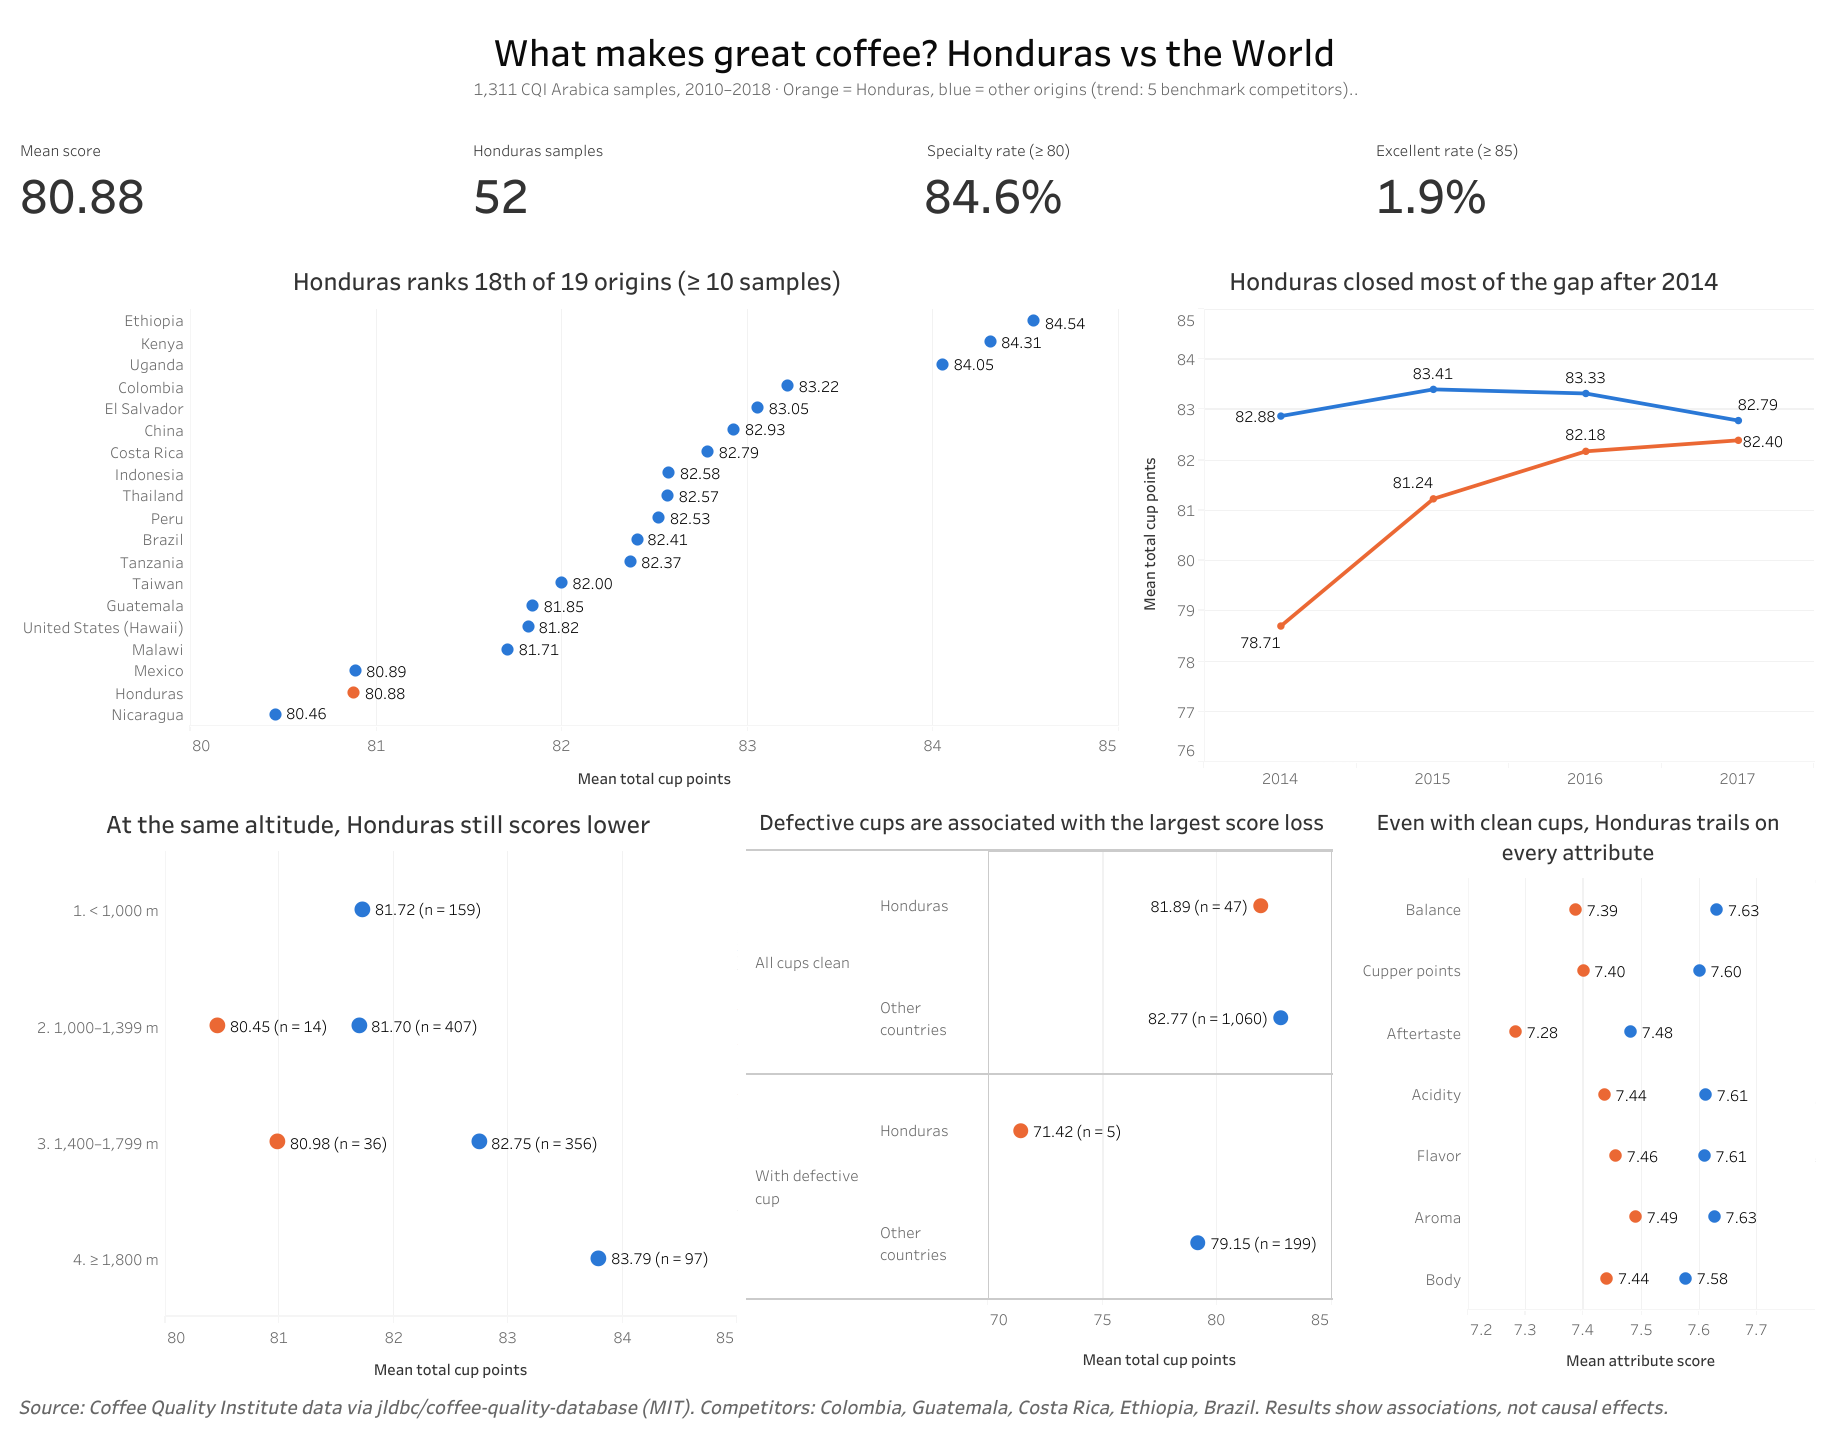 What makes great coffee? Honduras vs the World
1,311 CQI Arabica samples, 2010–2018 · Orange = Honduras, blue = other origins (trend: 5 benchmark competitors)..
Mean score
80.88
Honduras samples
52
Specialty rate (≥ 80)
84.6%
Excellent rate (≥ 85)
1.9%
Honduras ranks 18th of 19 origins (≥ 10 samples)
Ethiopia 84.54
Kenya 84.31
Uganda 84.05
Colombia 83.22
El Salvador 83.05
China 82.93
Costa Rica 82.79
Indonesia 82.58
Thailand 82.57
Peru 82.53
Brazil 82.41
Tanzania 82.37
Taiwan 82.00
Guatemala 81.85
United States (Hawaii) 81.82
Malawi 81.71
Mexico 80.89
Honduras 80.88
Nicaragua 80.46
80 81 82 83 84 85
Mean total cup points
Honduras closed most of the gap after 2014
Mean total cup points
85
84
83
82
81
80
79
78
77
76
82.88 83.41 83.33 82.79
78.71 81.24 82.18 82.40
2014 2015 2016 2017
At the same altitude, Honduras still scores lower
1. < 1,000 m 81.72 (n = 159)
2. 1,000–1,399 m 80.45 (n = 14) 81.70 (n = 407)
3. 1,400–1,799 m 80.98 (n = 36) 82.75 (n = 356)
4. ≥ 1,800 m 83.79 (n = 97)
80 81 82 83 84 85
Mean total cup points
Defective cups are associated with the largest score loss
All cups clean
Honduras 81.89 (n = 47)
Other
countries
82.77 (n = 1,060)
With defective
cup
Honduras 71.42 (n = 5)
Other
countries
79.15 (n = 199)
70 75 80 85
Mean total cup points
Even with clean cups, Honduras trails on
every attribute
Balance 7.39 7.63
Cupper points 7.40 7.60
Aftertaste 7.28 7.48
Acidity 7.44 7.61
Flavor 7.46 7.61
Aroma 7.49 7.63
Body 7.44 7.58
7.2 7.3 7.4 7.5 7.6 7.7
Mean attribute score
Source: Coffee Quality Institute data via jldbc/coffee-quality-database (MIT). Competitors: Colombia, Guatemala, Costa Rica, Ethiopia, Brazil. Results show associations, not causal effects.